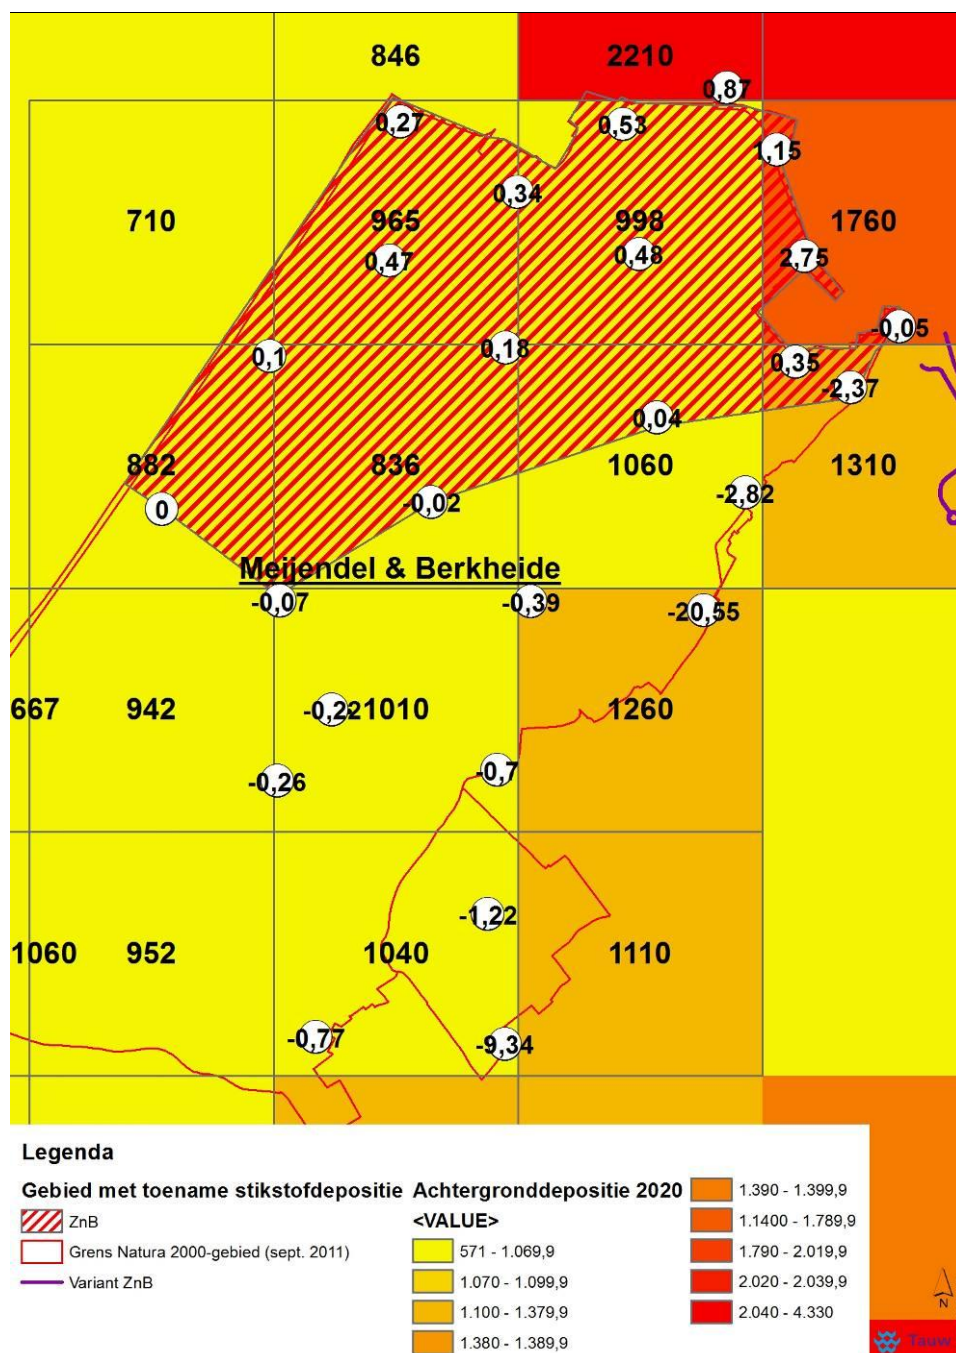 846
2210
0,87
0,27
0,53
1,15
0,34
710
965
998
1760
0,47
0,48
2,75
-0,05
0,1
0,18
0,35
-2,37
0,04
882
836
1060
1310
0
-0,02
-2,82
Meijendel & Berkheide
-0,07
-0,39
-20,55
667
942
-0,22
1010
1260
-0,26
-0,7
-1,22
1060
952
1040
1110
-0,77
-9,34
Legenda
Gebied met toename stikstofdepositie
ZnB
Grens Natura 2000-gebied (sept. 2011)
Variant ZnB
Achtergronddepositie 2020
<VALUE>
571 - 1.069,9
1.070 - 1.099,9
1.100 - 1.379,9
1.380 - 1.389,9
1.390 - 1.399,9
1.1400 - 1.789,9
1.790 - 2.019,9
2.020 - 2.039,9
2.040 - 4.330
N
Tauw